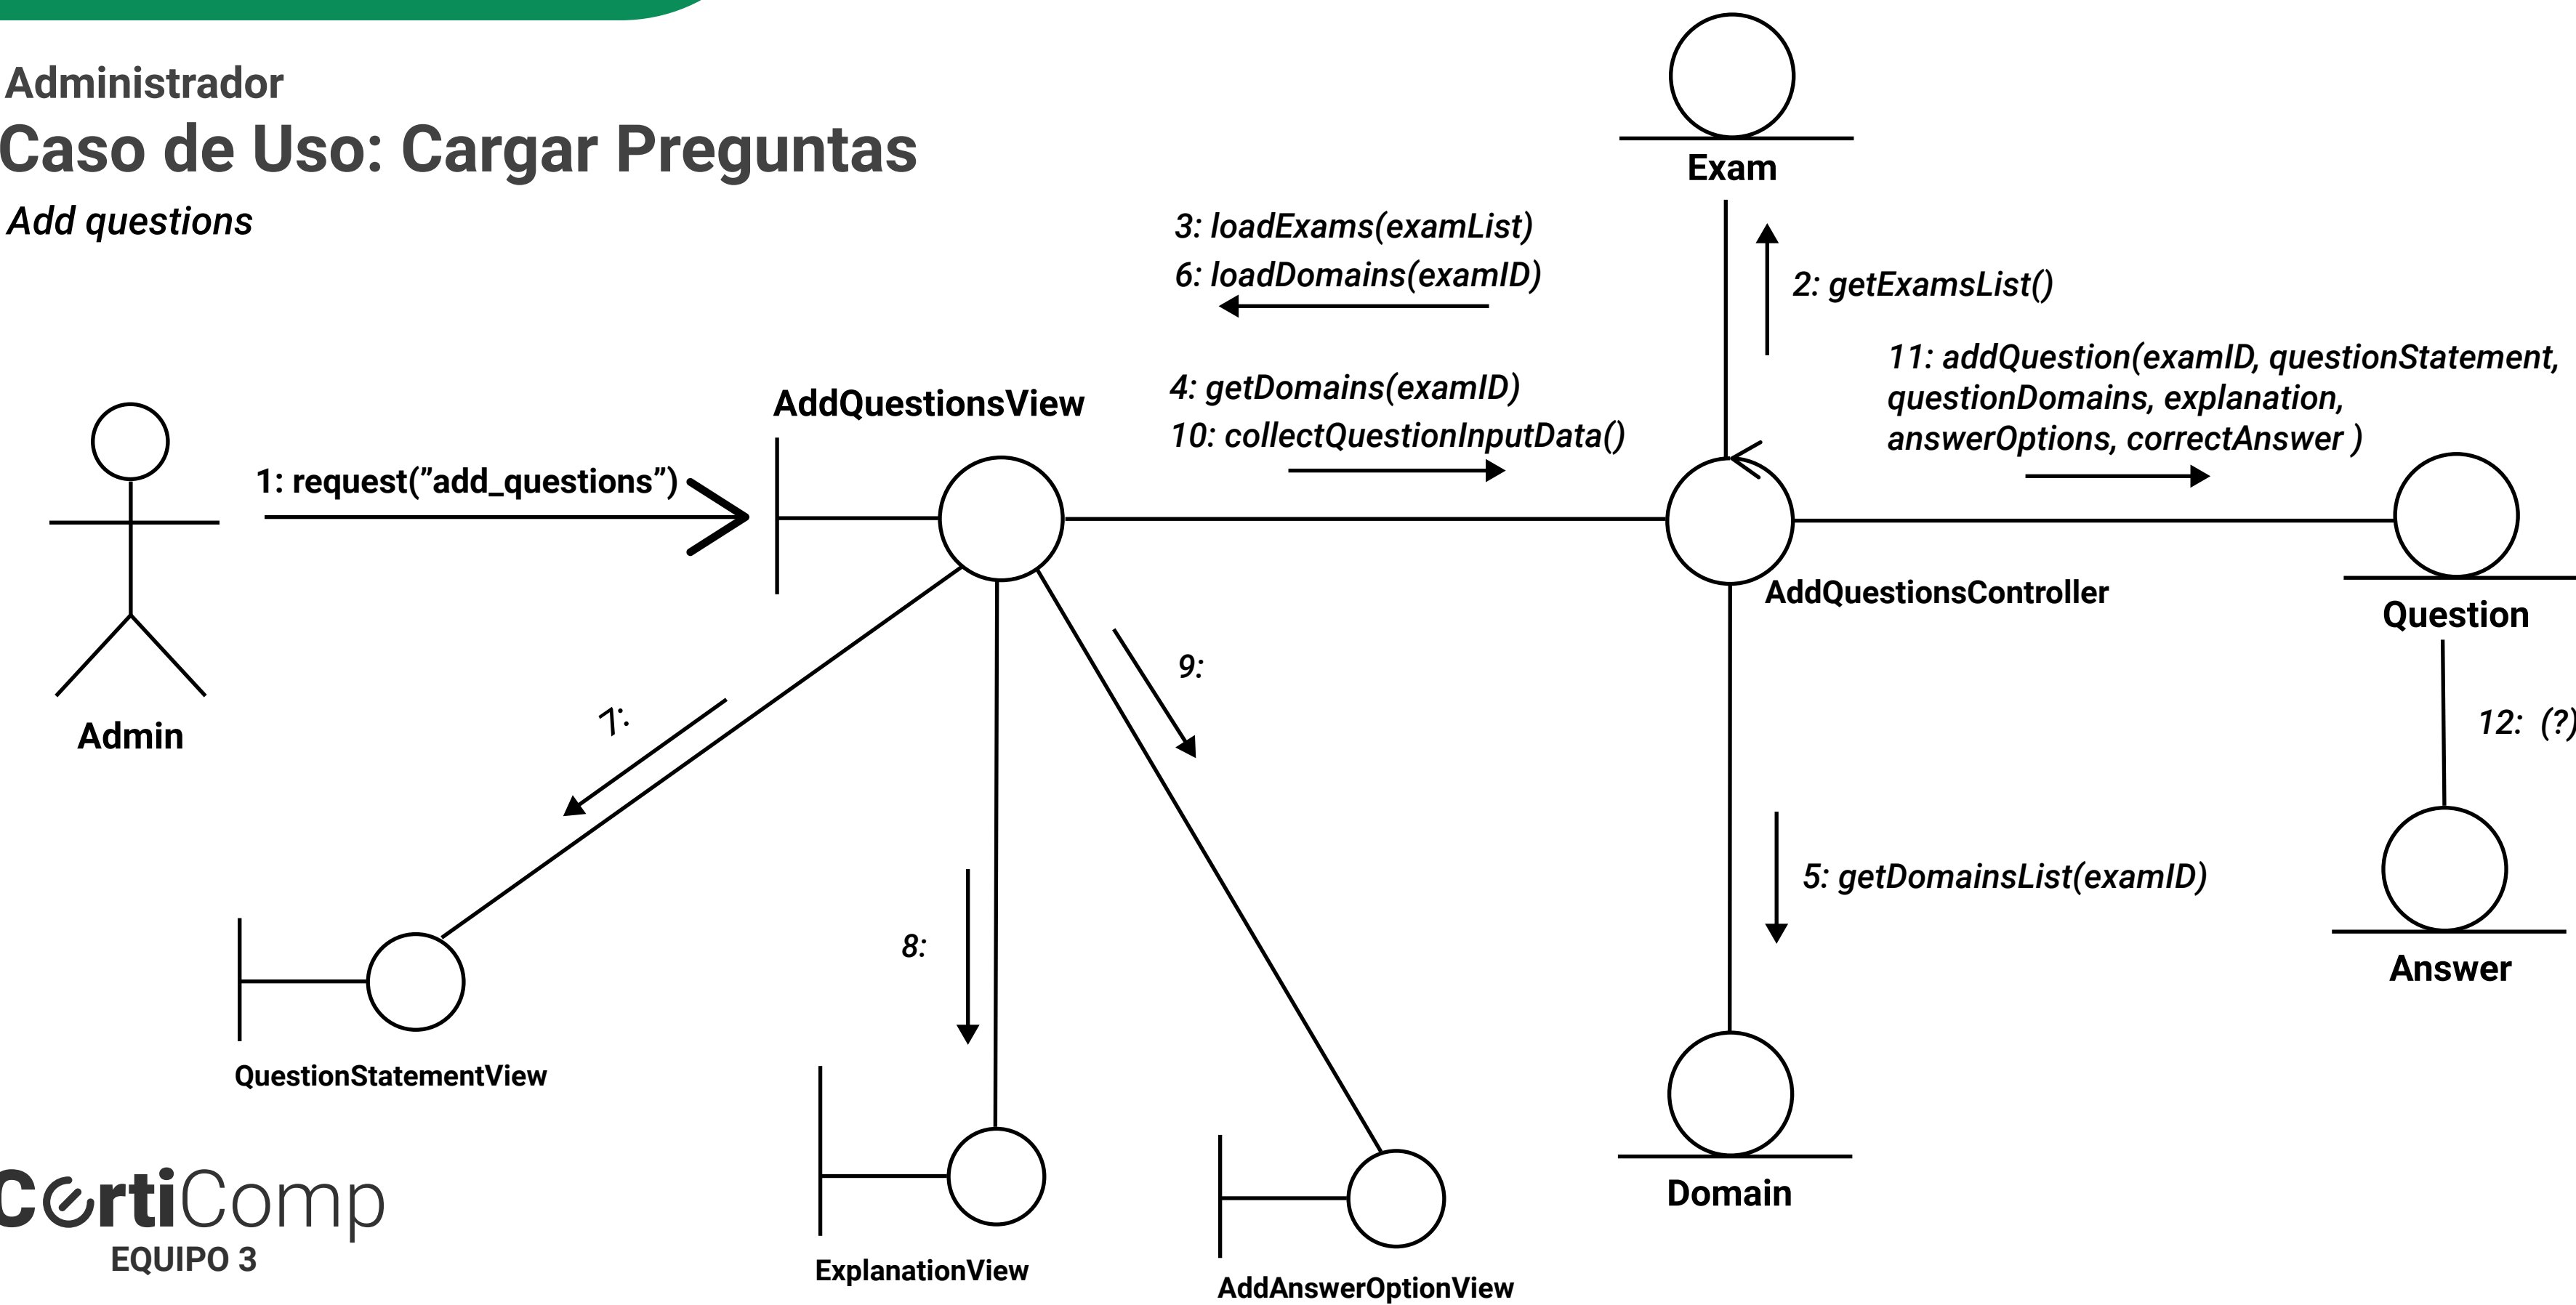 Administrador
Caso de Uso: Cargar Preguntas
Add questions
Exam
3: loadExams(examList)
6: loadDomains(examID)
2: getExamsList()
4: getDomains(examID)
10: collectQuestionInputData()
11: addQuestion(examID, questionStatement,
questionDomains, explanation,
answerOptions, correctAnswer )
AddQuestionsView
1: request(”add_questions”)
AddQuestionsController
Question
Admin
7:
9:
12: (?)
8:
5: getDomainsList(examID)
Answer
QuestionStatementView
Domain
ExplanationView
AddAnswerOptionView
CertiComp
EQUIPO 3